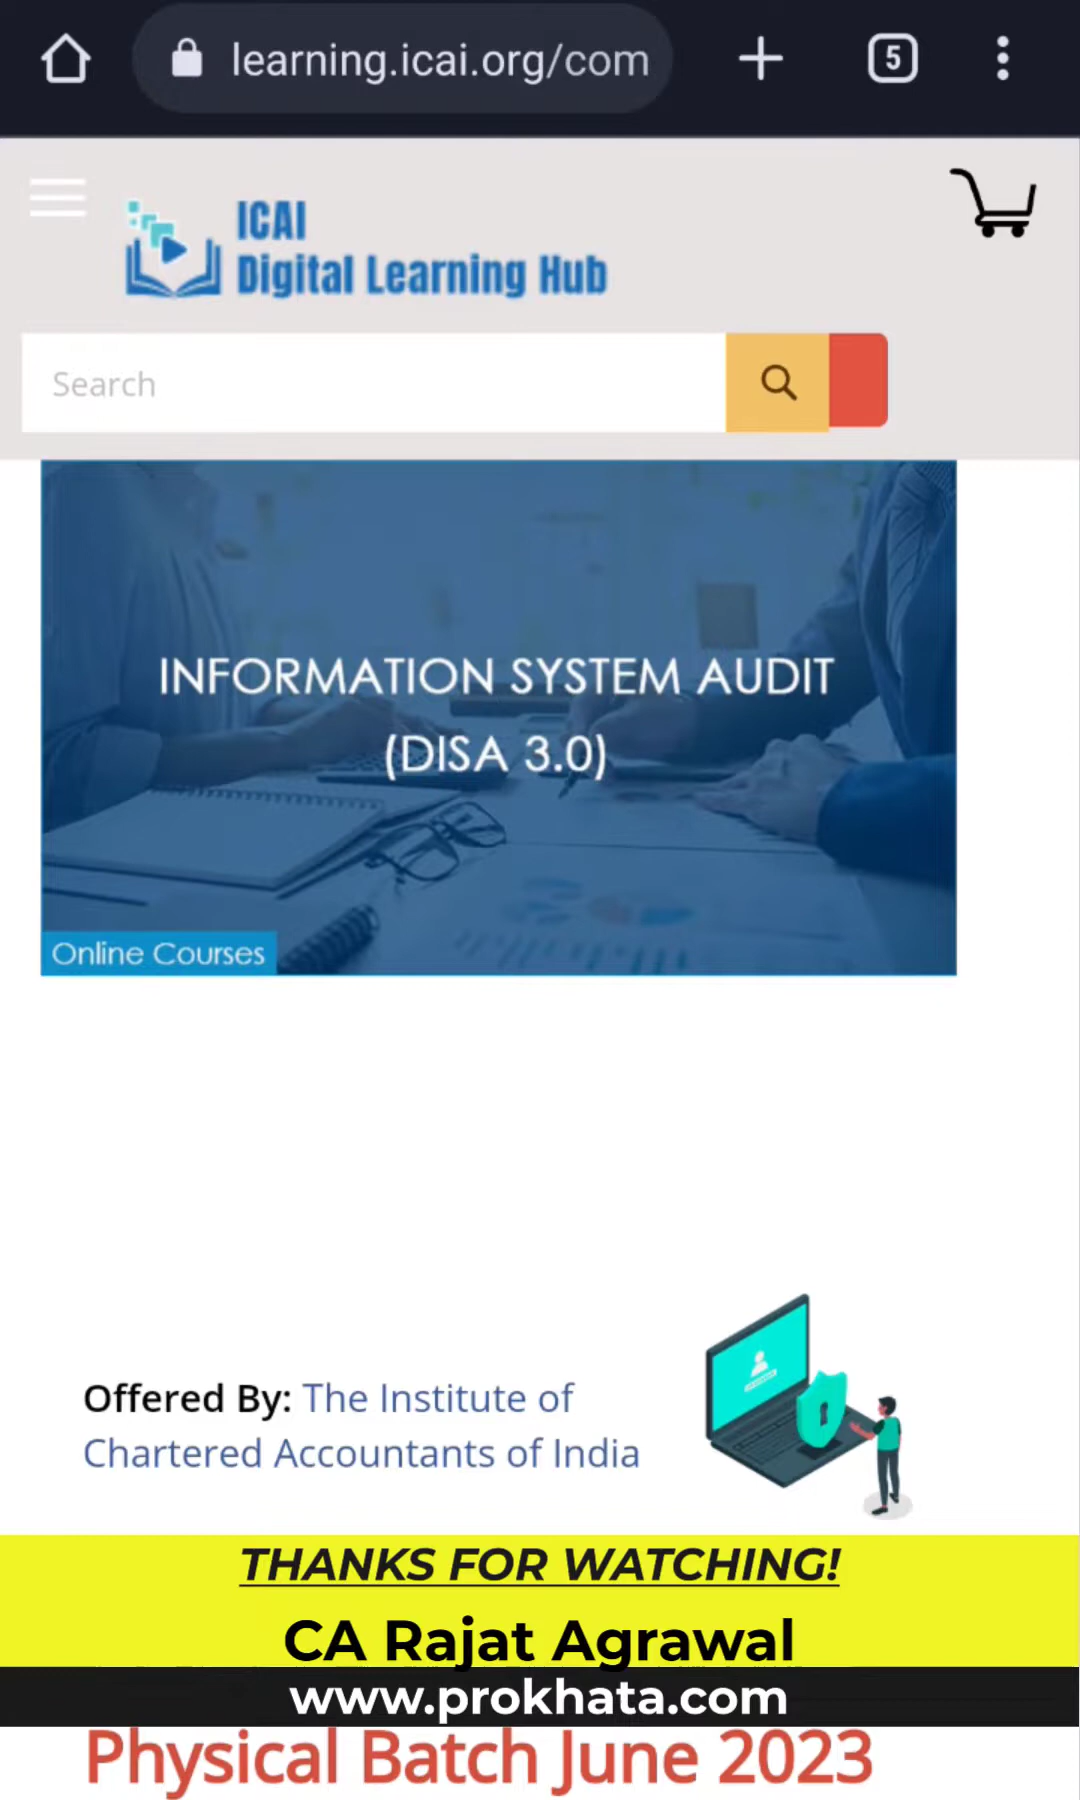 learning.icai.org/com
5
ICAI
Digital Learning Hub
Search
INFORMATION SYSTEM AUDIT
(DISA 3.0)
Online Courses
Offered By: The Institute of
Chartered Accountants of India
THANKS FOR WATCHING!
CA Rajat Agrawal
www.prokhata.com
Physical Batch June 2023